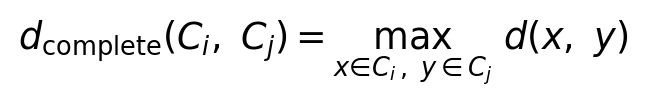 d_complete(C_i, C_j) = max_{x∈C_i, y∈C_j} d(x, y)